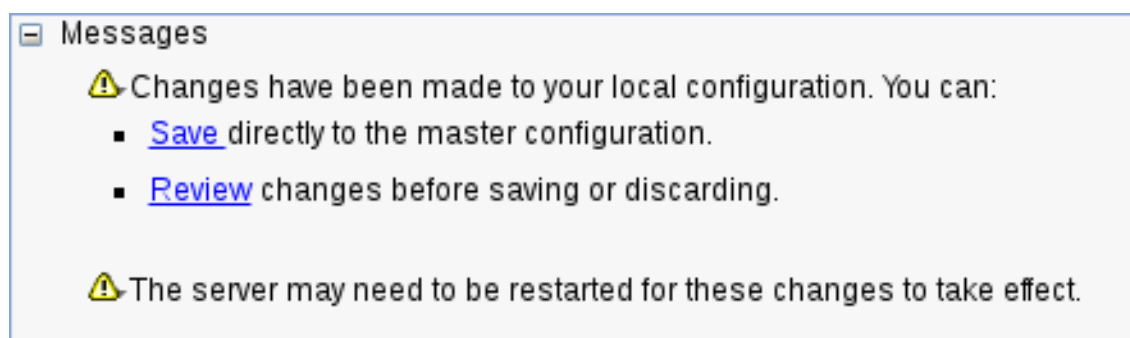 Messages
Changes have been made to your local configuration. You can:
Save directly to the master configuration.
Review changes before saving or discarding.
The server may need to be restarted for these changes to take effect.